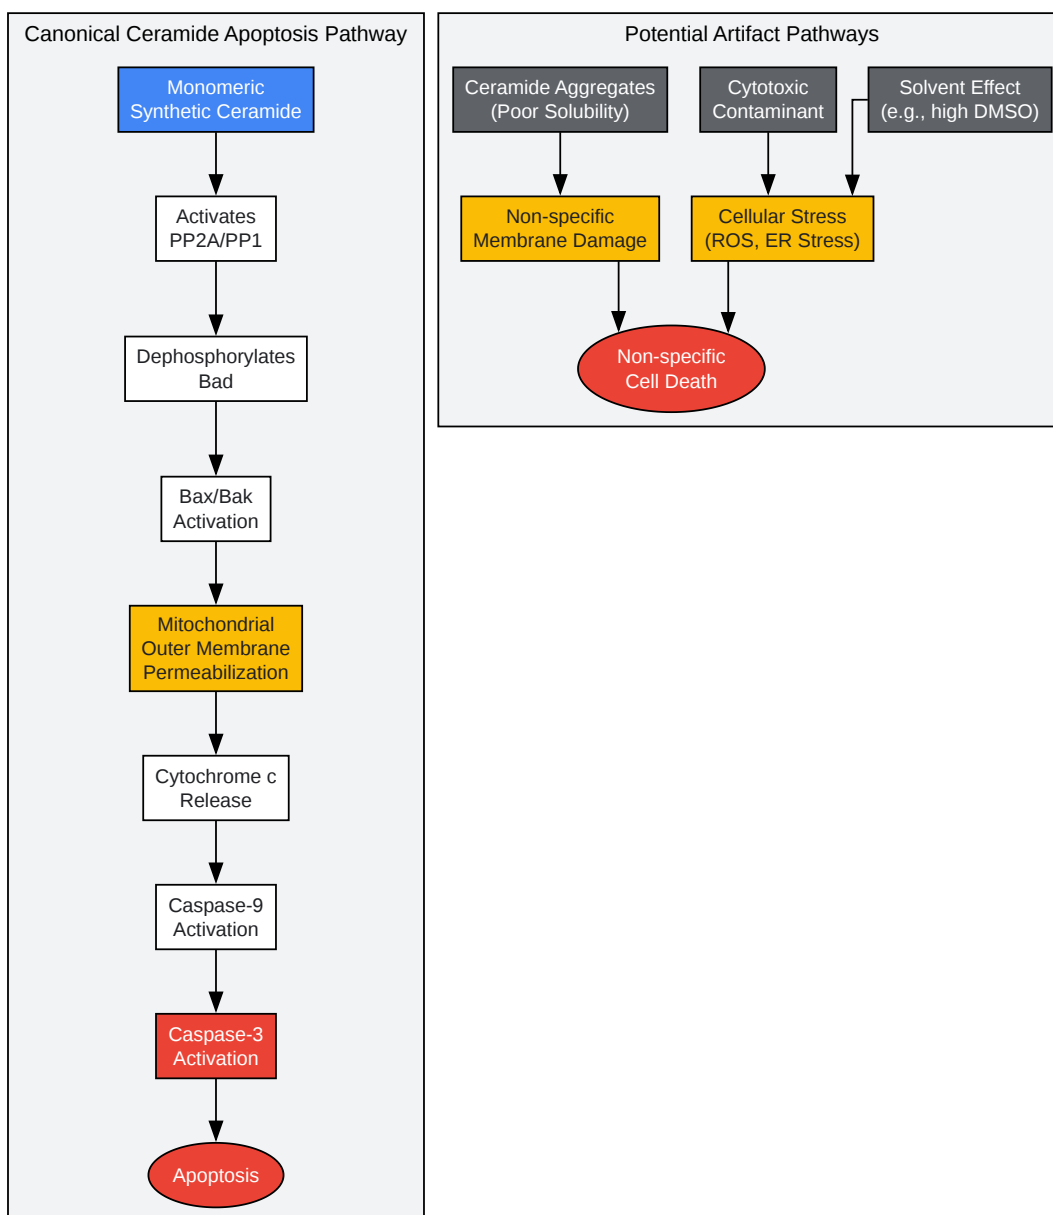 Canonical Ceramide Apoptosis Pathway
Monomeric
Synthetic Ceramide
Activates
PP2A/PP1
Dephosphorylates
Bad
Bax/Bak
Activation
Mitochondrial
Outer Membrane
Permeabilization
Cytochrome c
Release
Caspase-9
Activation
Caspase-3
Activation
Apoptosis
Potential Artifact Pathways
Ceramide Aggregates
(Poor Solubility)
Cytotoxic
Contaminant
Solvent Effect
(e.g., high DMSO)
Non-specific
Membrane Damage
Cellular Stress
(ROS, ER Stress)
Non-specific
Cell Death